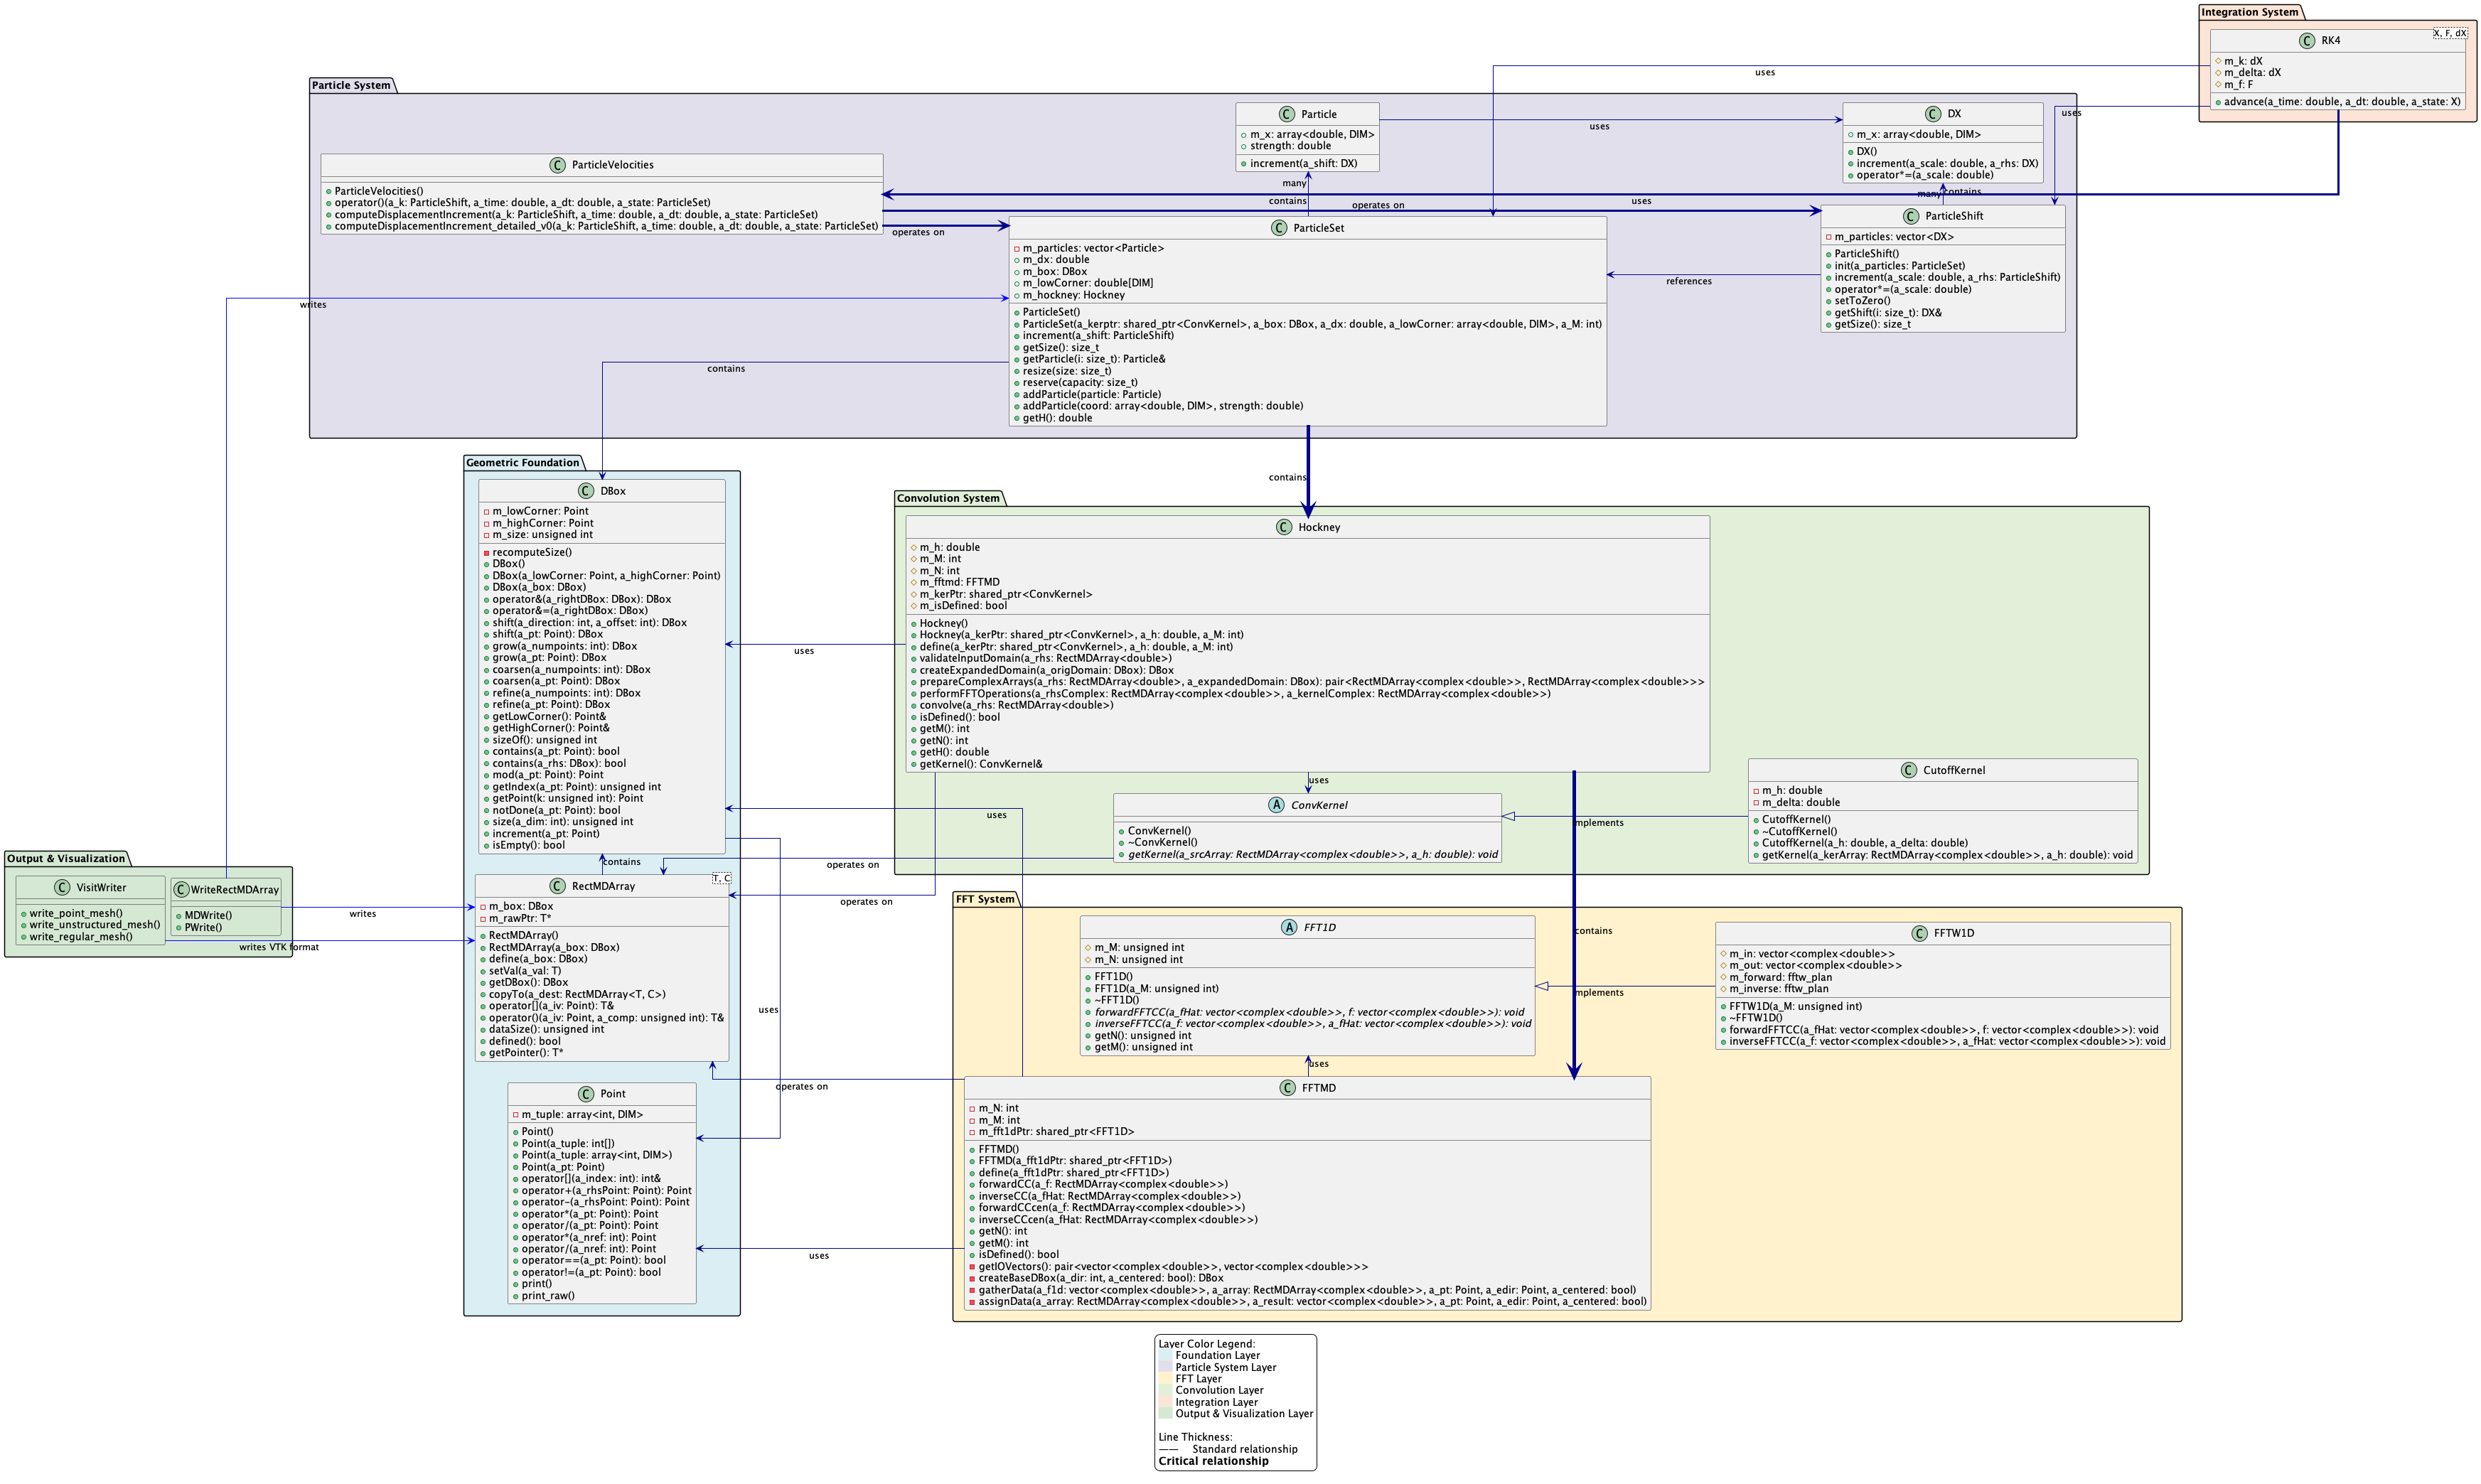 Integration System
RK4
X, F, dX
m_k: dX
m_delta: dX
m_f: F
advance(a_time: double, a_dt: double, a_state: X)
uses
uses
uses
Particle System
Particle
m_x: array<double, DIM>
strength: double
increment(a_shift: DX)
uses
DX
m_x: array<double, DIM>
DX()
increment(a_scale: double, a_rhs: DX)
operator*=(a_scale: double)
ParticleVelocities
ParticleVelocities()
operator()(a_k: ParticleShift, a_time: double, a_dt: double, a_state: ParticleSet)
computeDisplacementIncrement(a_k: ParticleShift, a_time: double, a_dt: double, a_state: ParticleSet)
computeDisplacementIncrement_detailed_v0(a_k: ParticleShift, a_time: double, a_dt: double, a_state: ParticleSet)
many
contains
many
contains
operates on
operates on
ParticleSet
m_particles: vector<Particle>
m_dx: double
m_box: DBox
m_lowCorner: double[DIM]
m_hockney: Hockney
ParticleSet()
ParticleSet(a_kerptr: shared_ptr<ConvKernel>, a_box: DBox, a_dx: double, a_lowCorner: array<double, DIM>, a_M: int)
increment(a_shift: ParticleShift)
getSize(): size_t
getParticle(i: size_t): Particle&
resize(size: size_t)
reserve(capacity: size_t)
addParticle(particle: Particle)
addParticle(coord: array<double, DIM>, strength: double)
getH(): double
ParticleShift
m_particles: vector<DX>
ParticleShift()
init(a_particles: ParticleSet)
increment(a_scale: double, a_rhs: ParticleShift)
operator*=(a_scale: double)
setToZero()
getShift(i: size_t): DX&
getSize(): size_t
references
writes
contains
contains
Geometric Foundation
DBox
m_lowCorner: Point
m_highCorner: Point
m_size: unsigned int
recomputeSize()
DBox()
DBox(a_lowCorner: Point, a_highCorner: Point)
DBox(a_box: DBox)
operator&(a_rightDBox: DBox): DBox
operator&=(a_rightDBox: DBox)
shift(a_direction: int, a_offset: int): DBox
shift(a_pt: Point): DBox
grow(a_numpoints: int): DBox
grow(a_pt: Point): DBox
coarsen(a_numpoints: int): DBox
coarsen(a_pt: Point): DBox
refine(a_numpoints: int): DBox
refine(a_pt: Point): DBox
getLowCorner(): Point&
getHighCorner(): Point&
sizeOf(): unsigned int
contains(a_pt: Point): bool
contains(a_rhs: DBox): bool
mod(a_pt: Point): Point
getIndex(a_pt: Point): unsigned int
getPoint(k: unsigned int): Point
notDone(a_pt: Point): bool
size(a_dim: int): unsigned int
increment(a_pt: Point)
isEmpty(): bool
contains
RectMDArray
T, C
m_box: DBox
m_rawPtr: T*
RectMDArray()
RectMDArray(a_box: DBox)
define(a_box: DBox)
setVal(a_val: T)
getDBox(): DBox
copyTo(a_dest: RectMDArray<T, C>)
operator[](a_iv: Point): T&
operator()(a_iv: Point, a_comp: unsigned int): T&
dataSize(): unsigned int
defined(): bool
getPointer(): T*
uses
Point
m_tuple: array<int, DIM>
Point()
Point(a_tuple: int[])
Point(a_tuple: array<int, DIM>)
Point(a_pt: Point)
operator[](a_index: int): int&
operator+(a_rhsPoint: Point): Point
operator-(a_rhsPoint: Point): Point
operator*(a_pt: Point): Point
operator/(a_pt: Point): Point
operator*(a_nref: int): Point
operator/(a_nref: int): Point
operator==(a_pt: Point): bool
operator!=(a_pt: Point): bool
print()
print_raw()
Convolution System
Hockney
m_h: double
m_M: int
m_N: int
m_fftmd: FFTMD
m_kerPtr: shared_ptr<ConvKernel>
m_isDefined: bool
Hockney()
Hockney(a_kerPtr: shared_ptr<ConvKernel>, a_h: double, a_M: int)
define(a_kerPtr: shared_ptr<ConvKernel>, a_h: double, a_M: int)
validateInputDomain(a_rhs: RectMDArray<double>)
createExpandedDomain(a_origDomain: DBox): DBox
prepareComplexArrays(a_rhs: RectMDArray<double>, a_expandedDomain: DBox): pair<RectMDArray<complex<double>>, RectMDArray<complex<double>>>
performFFTOperations(a_rhsComplex: RectMDArray<complex<double>>, a_kernelComplex: RectMDArray<complex<double>>)
convolve(a_rhs: RectMDArray<double>)
isDefined(): bool
getM(): int
getN(): int
getH(): double
getKernel(): ConvKernel&
uses
uses
uses
ConvKernel
ConvKernel()
~ConvKernel()
getKernel(a_srcArray: RectMDArray<complex<double>>, a_h: double): void
implements
CutoffKernel
m_h: double
m_delta: double
CutoffKernel()
~CutoffKernel()
CutoffKernel(a_h: double, a_delta: double)
getKernel(a_kerArray: RectMDArray<complex<double>>, a_h: double): void
operates on
operates on
Output & Visualization
VisitWriter
write_point_mesh()
write_unstructured_mesh()
write_regular_mesh()
WriteRectMDArray
MDWrite()
PWrite()
writes
writes VTK format
FFT System
FFT1D
m_M: unsigned int
m_N: unsigned int
FFT1D()
FFT1D(a_M: unsigned int)
~FFT1D()
forwardFFTCC(a_fHat: vector<complex<double>>, f: vector<complex<double>>): void
inverseFFTCC(a_f: vector<complex<double>>, a_fHat: vector<complex<double>>): void
getN(): unsigned int
getM(): unsigned int
contains
implements
FFTW1D
m_in: vector<complex<double>>
m_out: vector<complex<double>>
m_forward: fftw_plan
m_inverse: fftw_plan
FFTW1D(a_M: unsigned int)
~FFTW1D()
forwardFFTCC(a_fHat: vector<complex<double>>, f: vector<complex<double>>): void
inverseFFTCC(a_f: vector<complex<double>>, a_fHat: vector<complex<double>>): void
uses
operates on
uses
FFTMD
m_N: int
m_M: int
m_fft1dPtr: shared_ptr<FFT1D>
FFTMD()
FFTMD(a_fft1dPtr: shared_ptr<FFT1D>)
define(a_fft1dPtr: shared_ptr<FFT1D>)
forwardCC(a_f: RectMDArray<complex<double>>)
inverseCC(a_fHat: RectMDArray<complex<double>>)
forwardCCcen(a_f: RectMDArray<complex<double>>)
inverseCCcen(a_fHat: RectMDArray<complex<double>>)
getN(): int
getM(): int
isDefined(): bool
getIOVectors(): pair<vector<complex<double>>, vector<complex<double>>>
createBaseDBox(a_dir: int, a_centered: bool): DBox
gatherData(a_f1d: vector<complex<double>>, a_array: RectMDArray<complex<double>>, a_pt: Point, a_edir: Point, a_centered: bool)
assignData(a_array: RectMDArray<complex<double>>, a_result: vector<complex<double>>, a_pt: Point, a_edir: Point, a_centered: bool)
Layer Color Legend:
Foundation Layer
Particle System Layer
FFT Layer
Convolution Layer
Integration Layer
Output & Visualization Layer
Line Thickness:
—— Standard relationship
Critical relationship